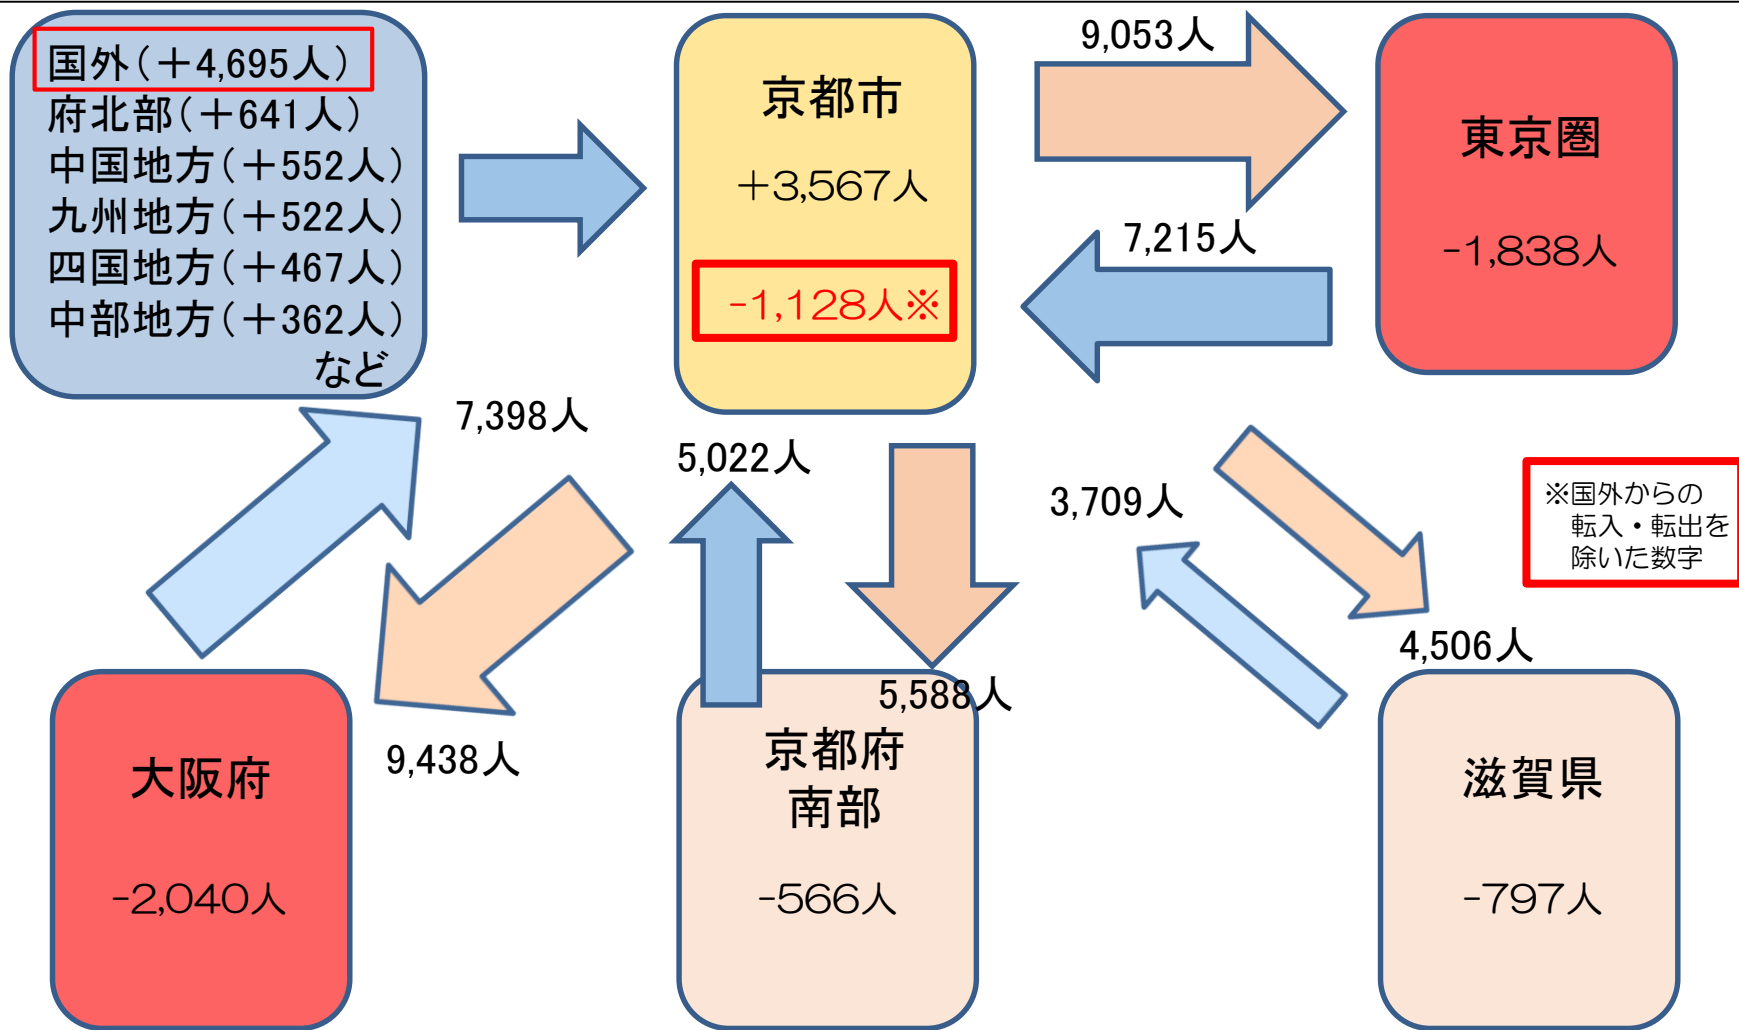 国外(＋4,695人)
府北部(＋641人)
中国地方(＋552人)
九州地方(＋522人)
四国地方(＋467人)
中部地方(＋362人)
など
京都市
＋3,567人
-1,128人※
9,053人
7,215人
東京圏
-1,838人
7,398人
9,438人
5,022人
5,588人
3,709人
4,506人
※国外からの
転入・転出を
除いた数字
大阪府
-2,040人
京都府
南部
-566人
滋賀県
-797人